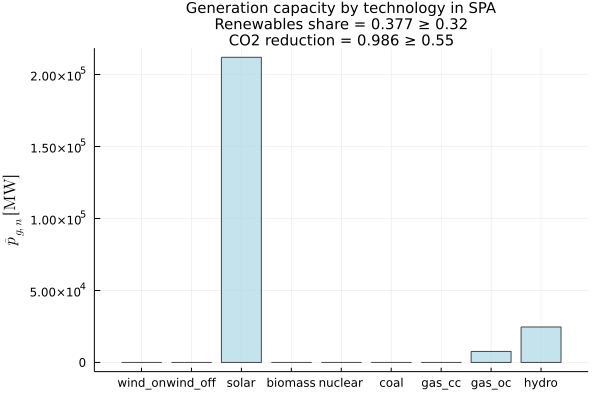 Generation capacity by technology in SPA
Renewables share = 0.377 ≥ 0.32
CO2 reduction = 0.986 ≥ 0.55
p̄_{g,n} [MW]
2.00×10⁵
1.50×10⁵
1.00×10⁵
5.00×10⁴
0
wind_on wind_off solar biomass nuclear coal gas_cc gas_oc hydro